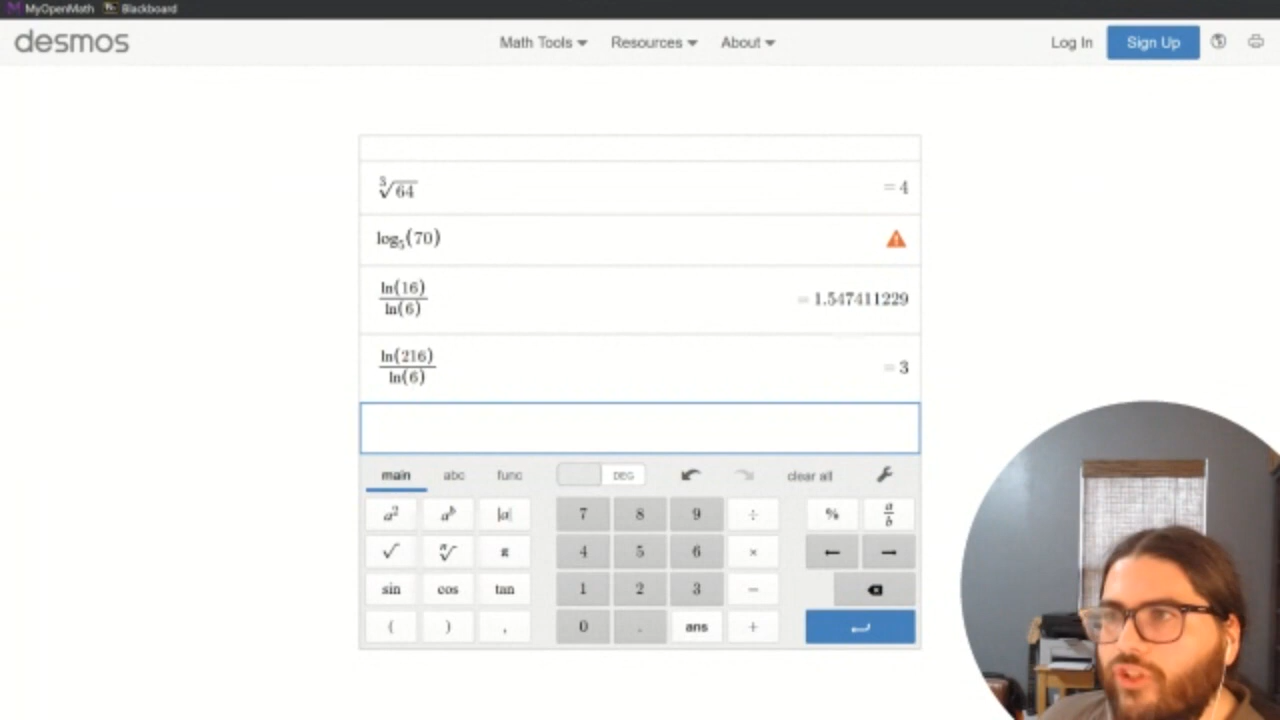 MyOpenMath Blackboard
desmos Math Tools Resources About Log In Sign Up
∛64 = 4
log₅(70)
ln(16)/ln(6) = 1.547411229
ln(216)/ln(6) = 3
main abc func DEG clear all
a² aᵇ |a| 7 8 9 ÷ % a/b
√ ⁿ√ π 4 5 6 × ← →
sin cos tan 1 2 3 −
( ) , 0 . ans +